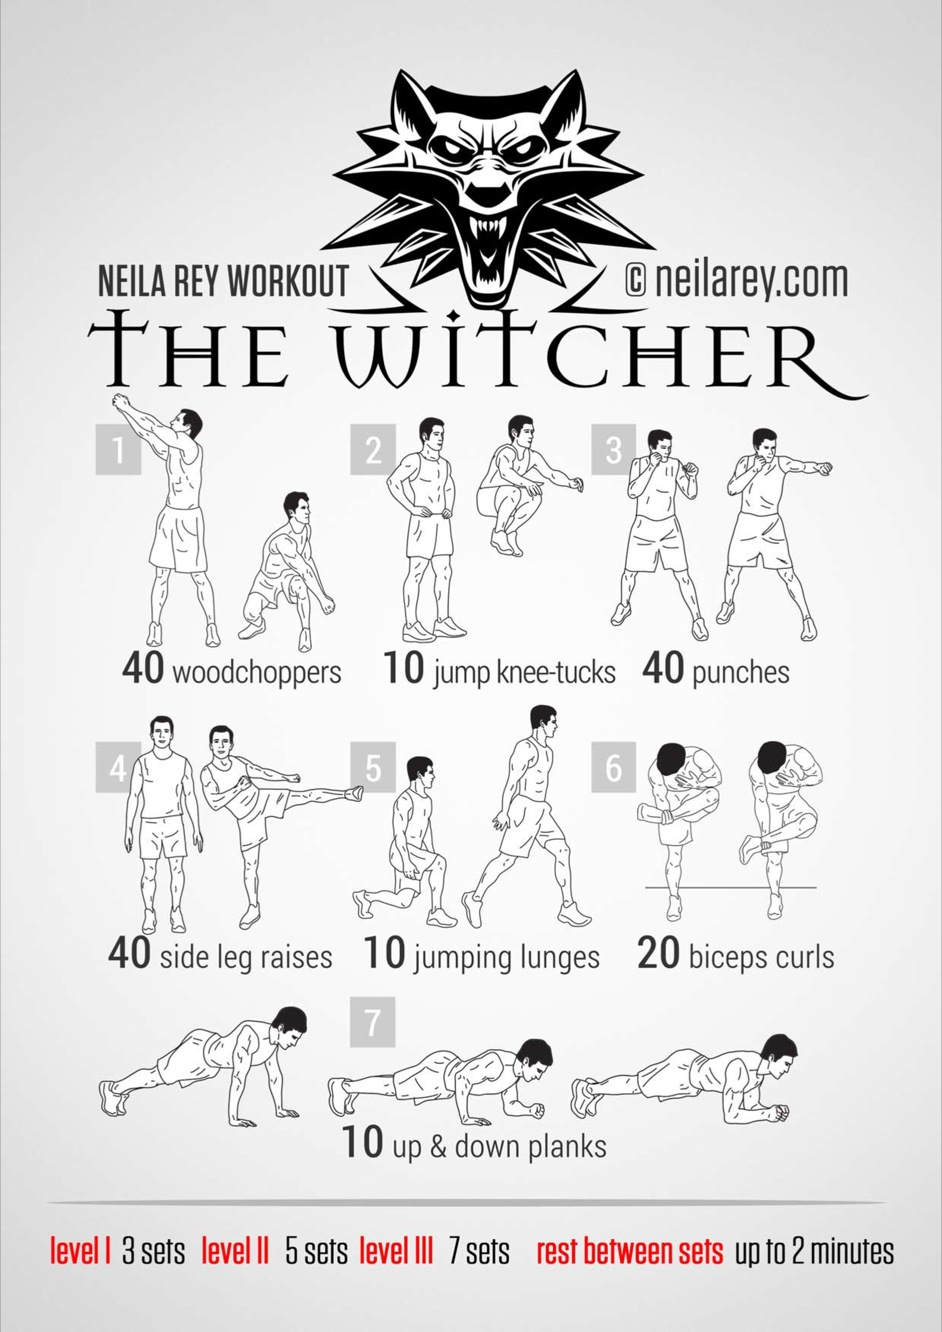 NEILA REY WORKOUT © neilarey.com
THE WITCHER
1 2 3
40 woodchoppers 10 jump knee-tucks 40 punches
4 5 6
40 side leg raises 10 jumping lunges 20 biceps curls
7
10 up & down planks
level I 3 sets level II 5 sets level III 7 sets rest between sets up to 2 minutes